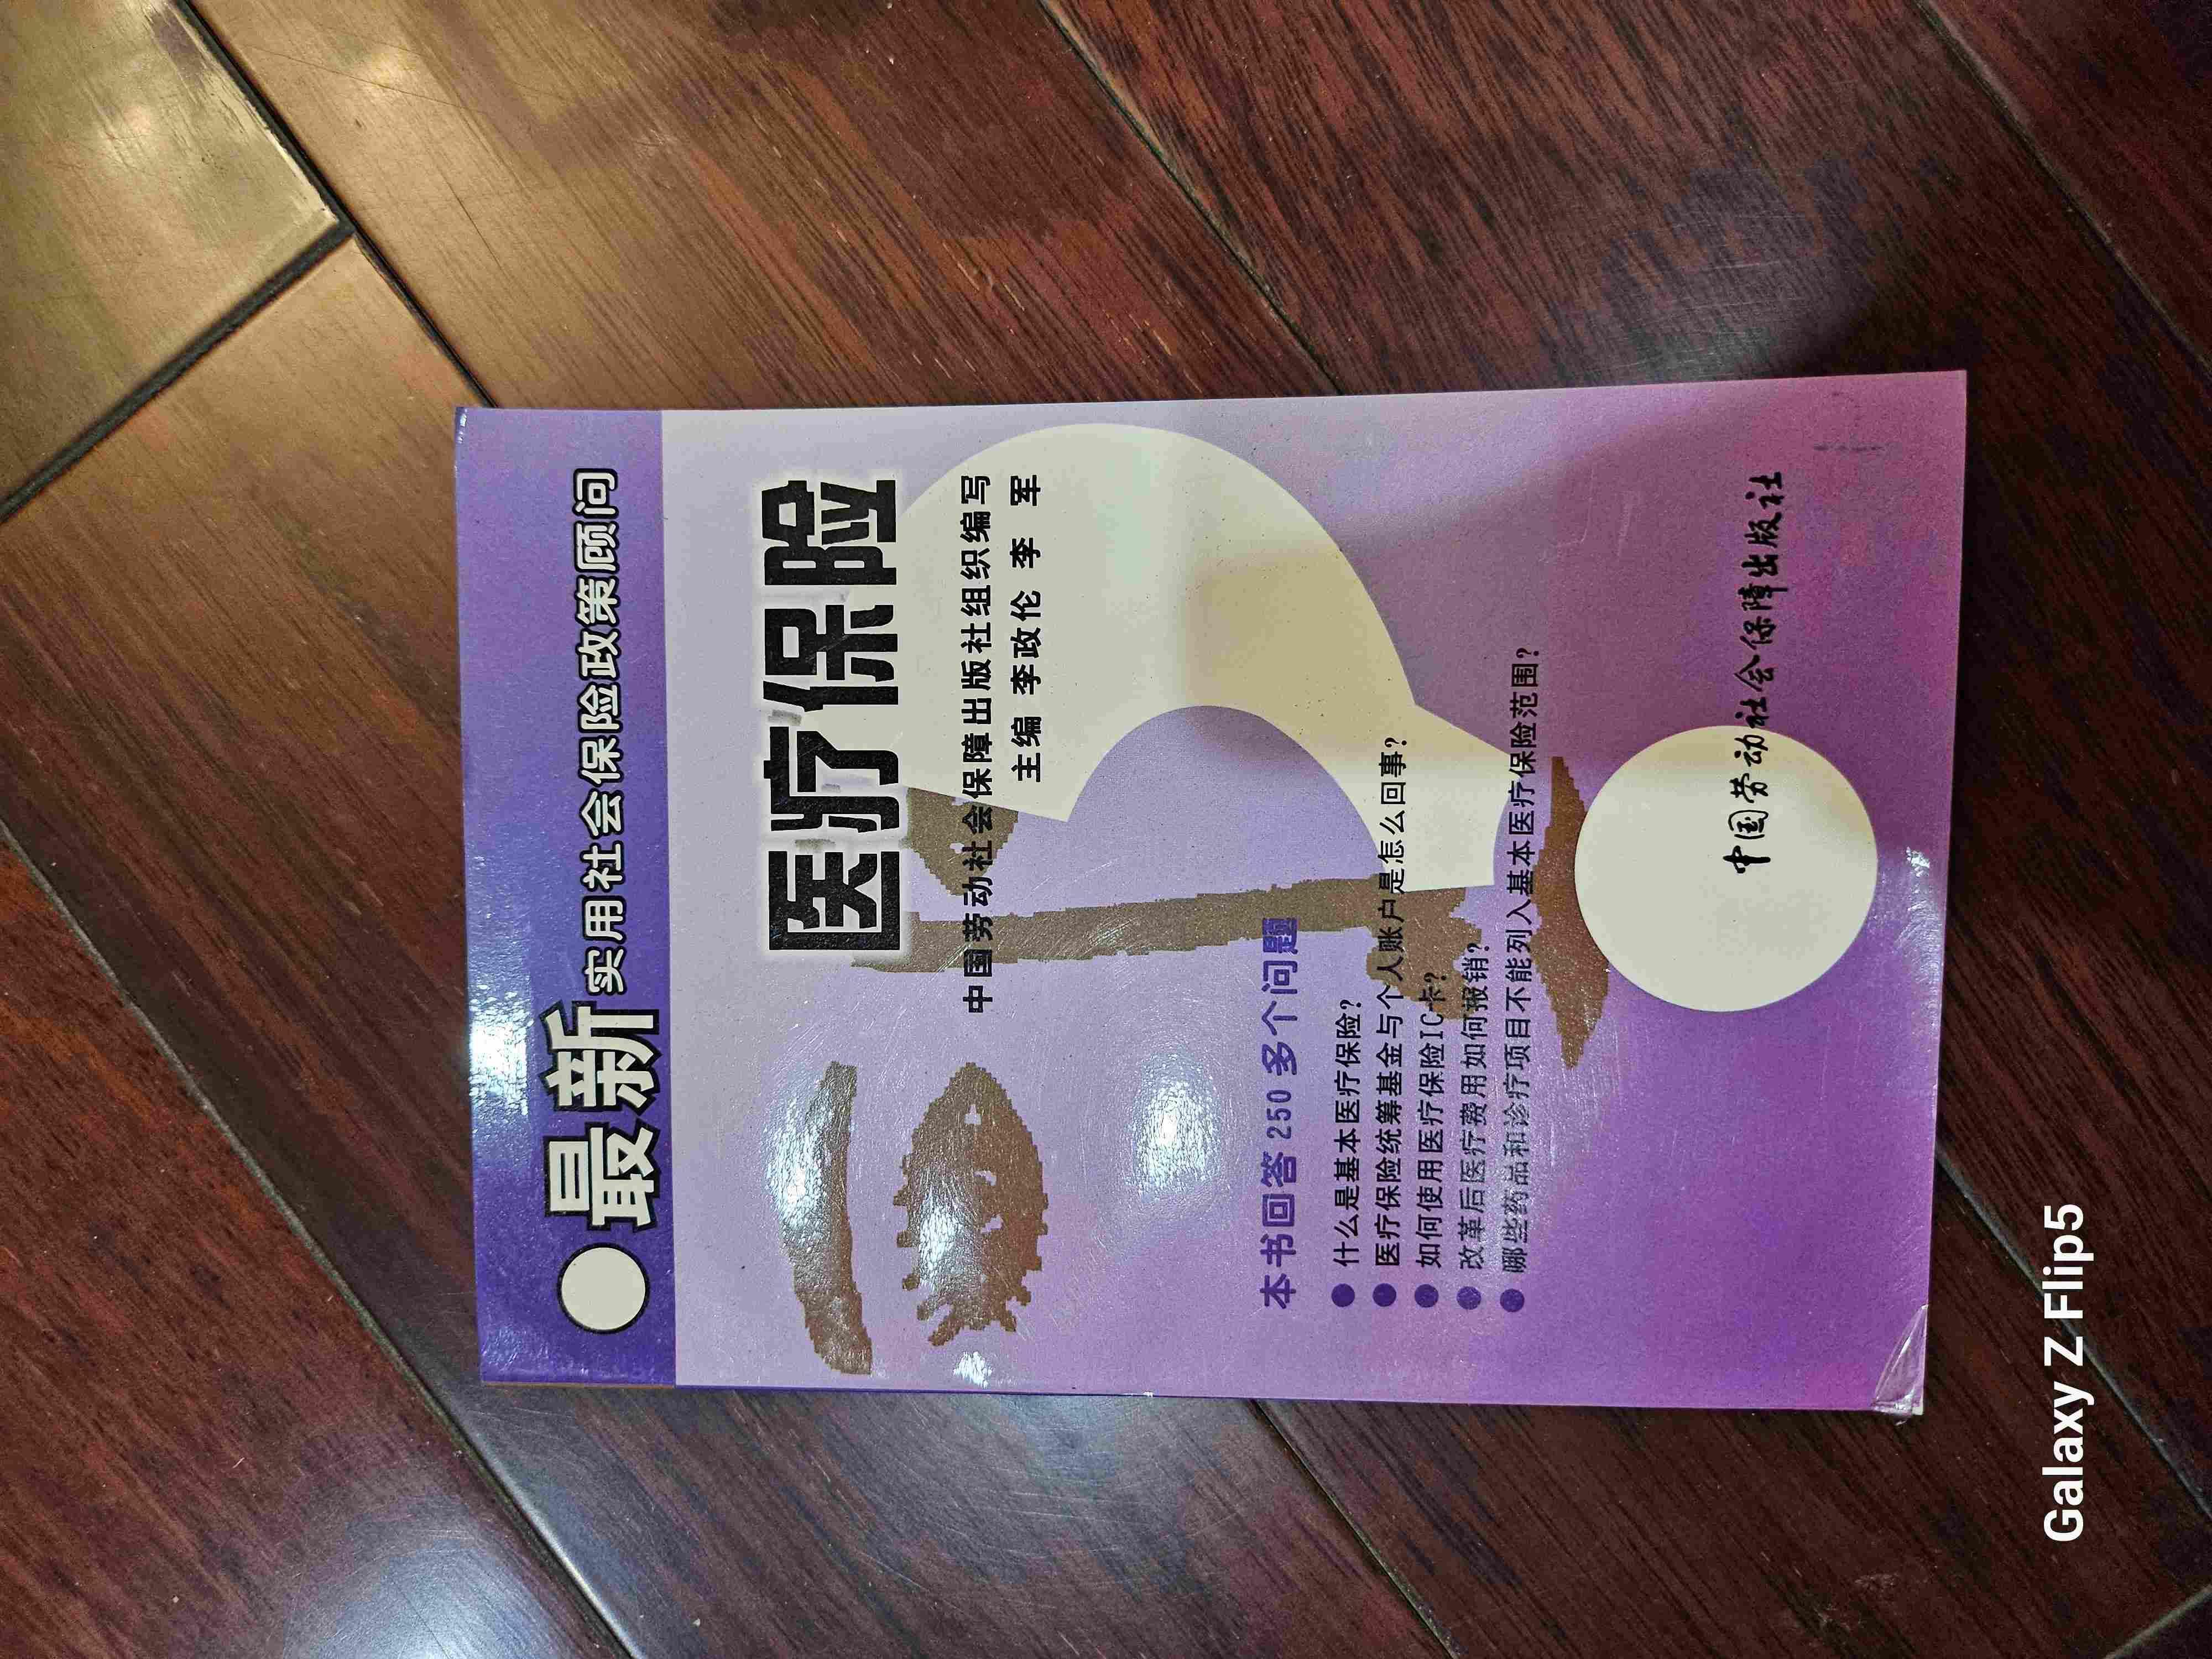 最新实用社会保险政策顾问
医疗保险
中国劳动社会保障出版社组织编写
主编 李政伦 李 军
本书回答250多个问题
● 什么是基本医疗保险?
● 医疗保险统筹基金与个人账户是怎么回事?
● 如何使用医疗保险IC卡?
● 改革后医疗费用如何报销?
● 哪些药品和诊疗项目不能列入基本医疗保险范围?
中国劳动社会保障出版社
Galaxy Z Flip5